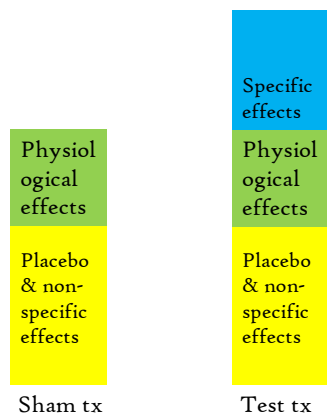 Specific
effects
Physiol
ogical
effects
Physiol
ogical
effects
Placebo
& non-
specific
effects
Placebo
& non-
specific
effects
Sham tx
Test tx